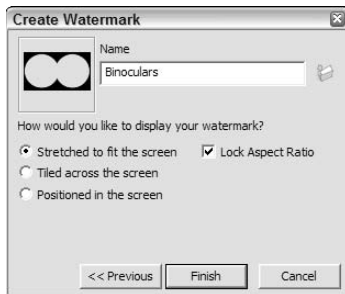 Create Watermark
Name
Binoculars
How would you like to display your watermark?
Stretched to fit the screen Lock Aspect Ratio
Tiled across the screen
Positioned in the screen
<< Previous Finish Cancel